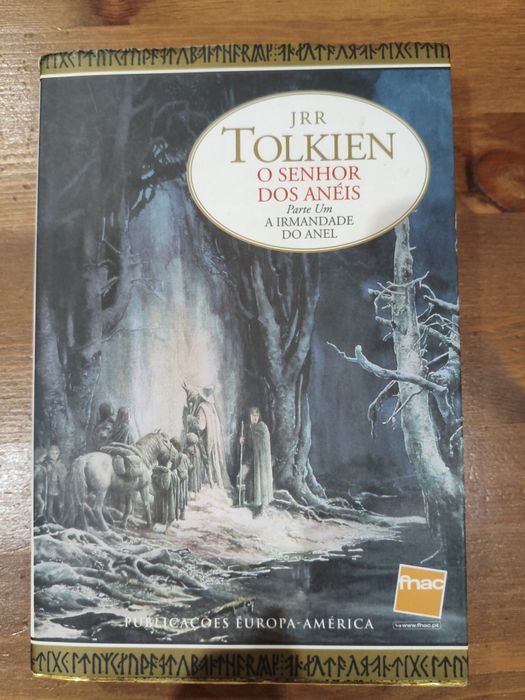 JRR
TOLKIEN
O SENHOR
DOS ANÉIS
Parte Um
A IRMANDADE
DO ANEL
fnac
www.fnac.pt
PUBLICAÇÕES EUROPA-AMÉRICA